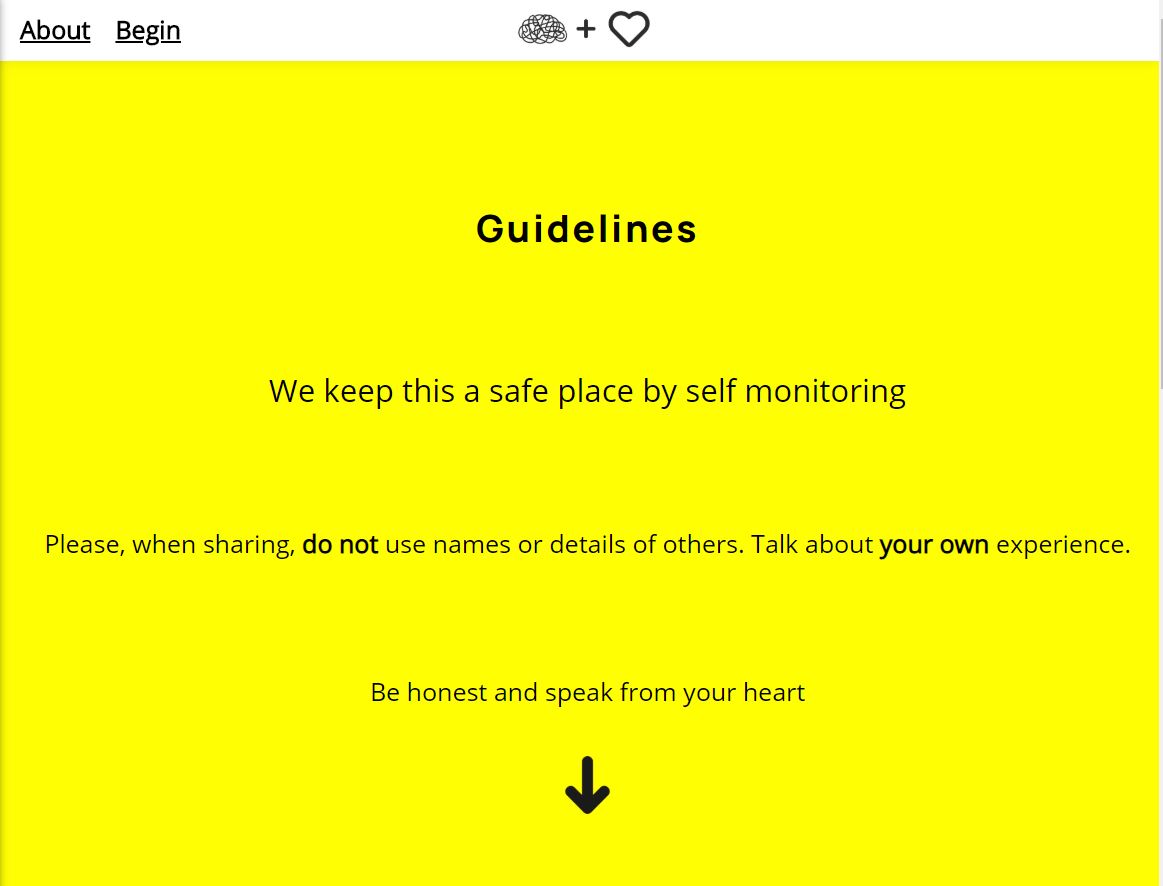 About Begin
+
Guidelines
We keep this a safe place by self monitoring
Please, when sharing, do not use names or details of others. Talk about your own experience.
Be honest and speak from your heart